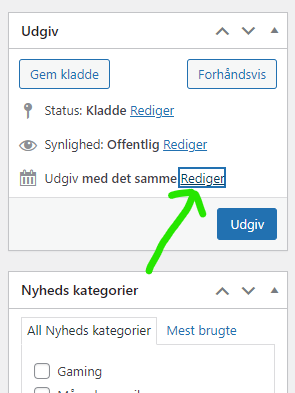 Udgiv
Gem kladde
Forhåndsvis
Status: Kladde Rediger
Synlighed: Offentlig Rediger
Udgiv med det samme Rediger
Udgiv
Nyheds kategorier
All Nyheds kategorier
Mest brugte
Gaming